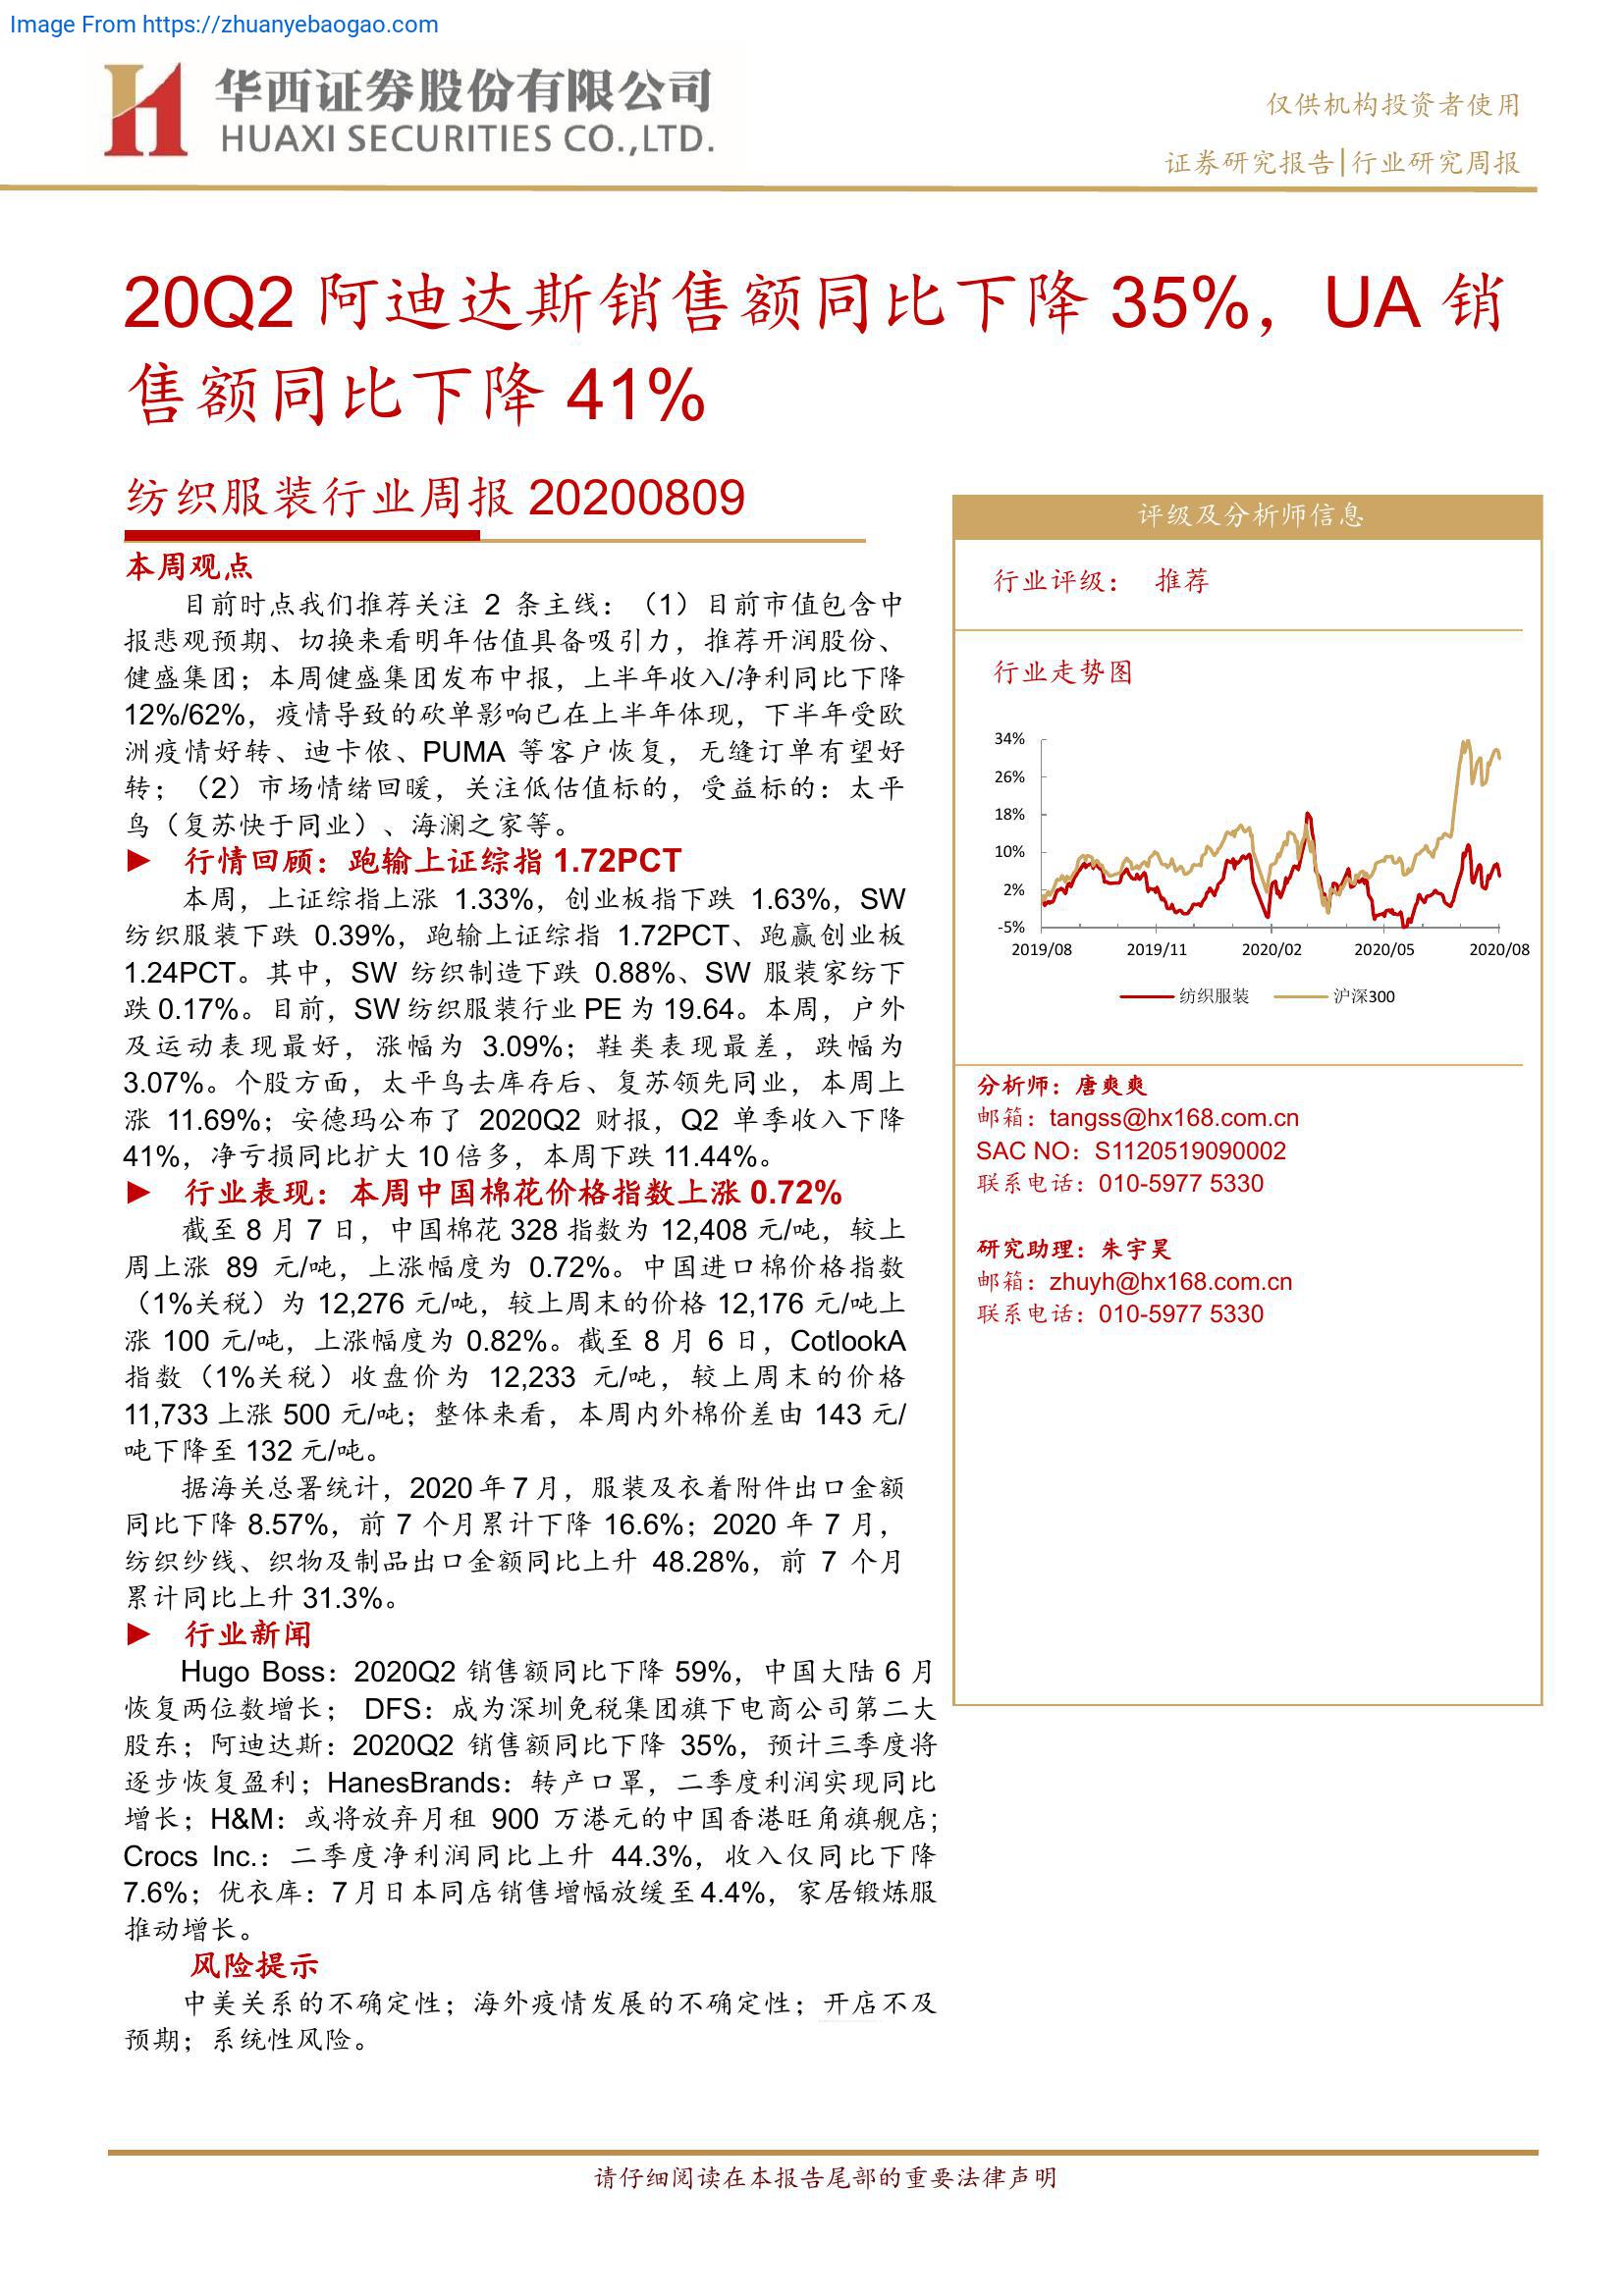 Image From https://zhuanyebaogao.com
华西证券股份有限公司
HUAXI SECURITIES CO.,LTD.
仅供机构投资者使用
证券研究报告|行业研究周报
20Q2 阿迪达斯销售额同比下降 35%，UA 销
售额同比下降 41%
纺织服装行业周报 20200809
本周观点
目前时点我们推荐关注 2 条主线：（1）目前市值包含中
报悲观预期、切换来看明年估值具备吸引力，推荐开润股份、
健盛集团；本周健盛集团发布中报，上半年收入/净利同比下降
12%/62%，疫情导致的砍单影响已在上半年体现，下半年受欧
洲疫情好转、迪卡侬、PUMA 等客户恢复，无缝订单有望好
转；（2）市场情绪回暖，关注低估值标的，受益标的：太平
鸟（复苏快于同业）、海澜之家等。
► 行情回顾：跑输上证综指 1.72PCT
本周，上证综指上涨 1.33%，创业板指下跌 1.63%，SW
纺织服装下跌 0.39%，跑输上证综指 1.72PCT、跑赢创业板
1.24PCT。其中，SW 纺织制造下跌 0.88%、SW 服装家纺下
跌 0.17%。目前，SW 纺织服装行业 PE 为 19.64。本周，户外
及运动表现最好，涨幅为 3.09%；鞋类表现最差，跌幅为
3.07%。个股方面，太平鸟去库存后、复苏领先同业，本周上
涨 11.69%；安德玛公布了 2020Q2 财报，Q2 单季收入下降
41%，净亏损同比扩大 10 倍多，本周下跌 11.44%。
► 行业表现：本周中国棉花价格指数上涨 0.72%
截至 8 月 7 日，中国棉花 328 指数为 12,408 元/吨，较上
周上涨 89 元/吨，上涨幅度为 0.72%。中国进口棉价格指数
（1%关税）为 12,276 元/吨，较上周末的价格 12,176 元/吨上
涨 100 元/吨，上涨幅度为 0.82%。截至 8 月 6 日，CotlookA
指数（1%关税）收盘价为 12,233 元/吨，较上周末的价格
11,733 上涨 500 元/吨；整体来看，本周内外棉价差由 143 元/
吨下降至 132 元/吨。
据海关总署统计，2020 年 7 月，服装及衣着附件出口金额
同比下降 8.57%，前 7 个月累计下降 16.6%；2020 年 7 月，
纺织纱线、织物及制品出口金额同比上升 48.28%，前 7 个月
累计同比上升 31.3%。
► 行业新闻
Hugo Boss：2020Q2 销售额同比下降 59%，中国大陆 6 月
恢复两位数增长； DFS：成为深圳免税集团旗下电商公司第二大
股东；阿迪达斯：2020Q2 销售额同比下降 35%，预计三季度将
逐步恢复盈利；HanesBrands：转产口罩，二季度利润实现同比
增长；H&M：或将放弃月租 900 万港元的中国香港旺角旗舰店;
Crocs Inc.：二季度净利润同比上升 44.3%，收入仅同比下降
7.6%；优衣库：7 月日本同店销售增幅放缓至 4.4%，家居锻炼服
推动增长。
风险提示
中美关系的不确定性；海外疫情发展的不确定性；开店不及
预期；系统性风险。
评级及分析师信息
行业评级： 推荐
行业走势图
34%
26%
18%
10%
2%
-5%
2019/08 2019/11 2020/02 2020/05 2020/08
纺织服装 沪深300
分析师：唐爽爽
邮箱：tangss@hx168.com.cn
SAC NO：S1120519090002
联系电话：010-5977 5330
研究助理：朱宇昊
邮箱：zhuyh@hx168.com.cn
联系电话：010-5977 5330
请仔细阅读在本报告尾部的重要法律声明